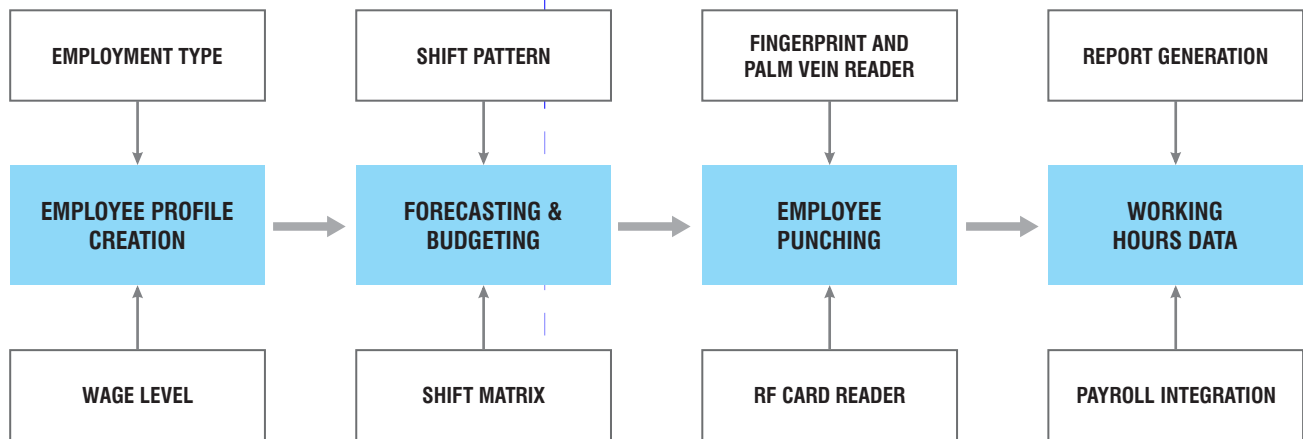 EMPLOYMENT TYPE
SHIFT PATTERN
FINGERPRINT AND
PALM VEIN READER
REPORT GENERATION
EMPLOYEE PROFILE
CREATION
FORECASTING &
BUDGETING
EMPLOYEE
PUNCHING
WORKING
HOURS DATA
WAGE LEVEL
SHIFT MATRIX
RF CARD READER
PAYROLL INTEGRATION